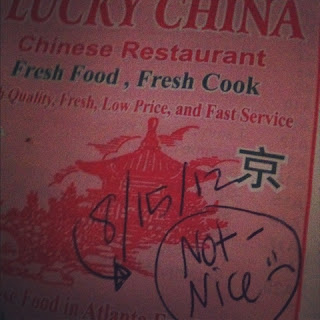 LUCKY CHINA
Chinese Restaurant
Fresh Food , Fresh Cook
Quality, Fresh, Low Price, and Fast Service
京
8/15/12
Not-
Nice
Food in Atlanta